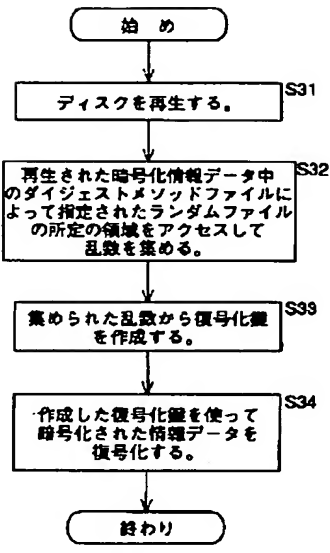 始 め
S31
ディスクを再生する。
S32
再生された暗号化情報データ中
のダイジェストメソッドファイルに
よって指定されたランダムファイル
の所定の領域をアクセスして
乱数を集める。
S39
集められた乱数から復号化鍵
を作成する。
S34
作成した復号化鍵を使って
暗号化された情報データを
復号化する。
終わり